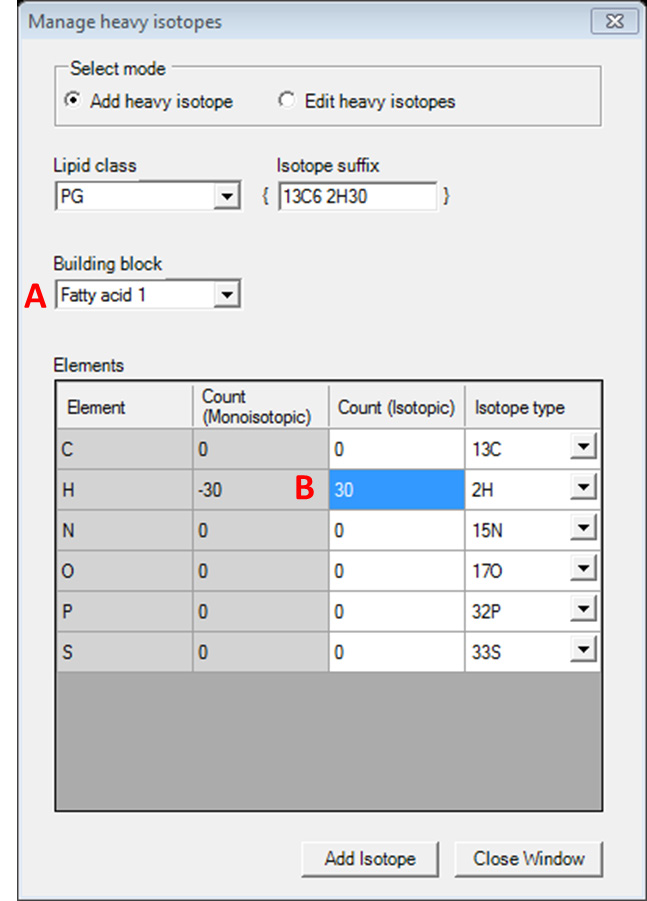 Manage heavy isotopes
Select mode
Add heavy isotope Edit heavy isotopes
Lipid class Isotope suffix
PG { 13C6 2H30 }
Building block
A Fatty acid 1
Elements
Element Count (Monoisotopic) Count (Isotopic) Isotope type
C 0 0 13C
H -30 B 30 2H
N 0 0 15N
O 0 0 17O
P 0 0 32P
S 0 0 33S
Add Isotope Close Window